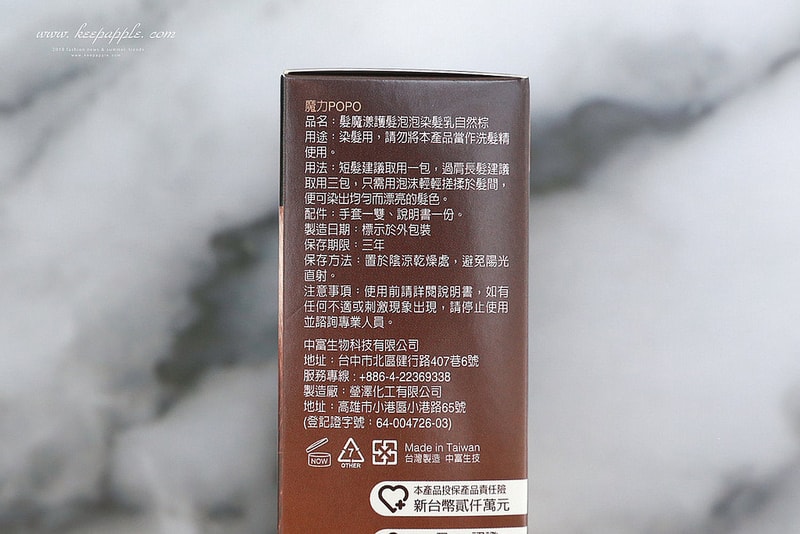 www. keepapple. com
www.keepapple.com
魔力POPO
品名：髮魔漾護髮泡泡染髮乳自然棕
用途：染髮用，請勿將本產品當作洗髮精
使用。
用法：短髮建議取用一包，過肩長髮建議
取用三包，只需用泡沫輕輕搓揉於髮間，
便可染出均勻而漂亮的髮色。
配件：手套一雙、說明書一份。
製造日期：標示於外包裝
保存期限：三年
保存方法：置於陰涼乾燥處，避免陽光
直射。
注意事項：使用前請詳閱說明書，如有
任何不適或刺激現象出現，請停止使用
並諮詢專業人員。
中富生物科技有限公司
地址：台中市北區健行路407巷6號
服務專線：+886-4-22369338
製造廠：瑩澤化工有限公司
地址：高雄市小港區小港路65號
(登記證字號：64-004726-03)
NOW
7
OTHER
Made in Taiwan
台灣製造 中富生技
本產品投保產品責任險
新台幣貳仟萬元